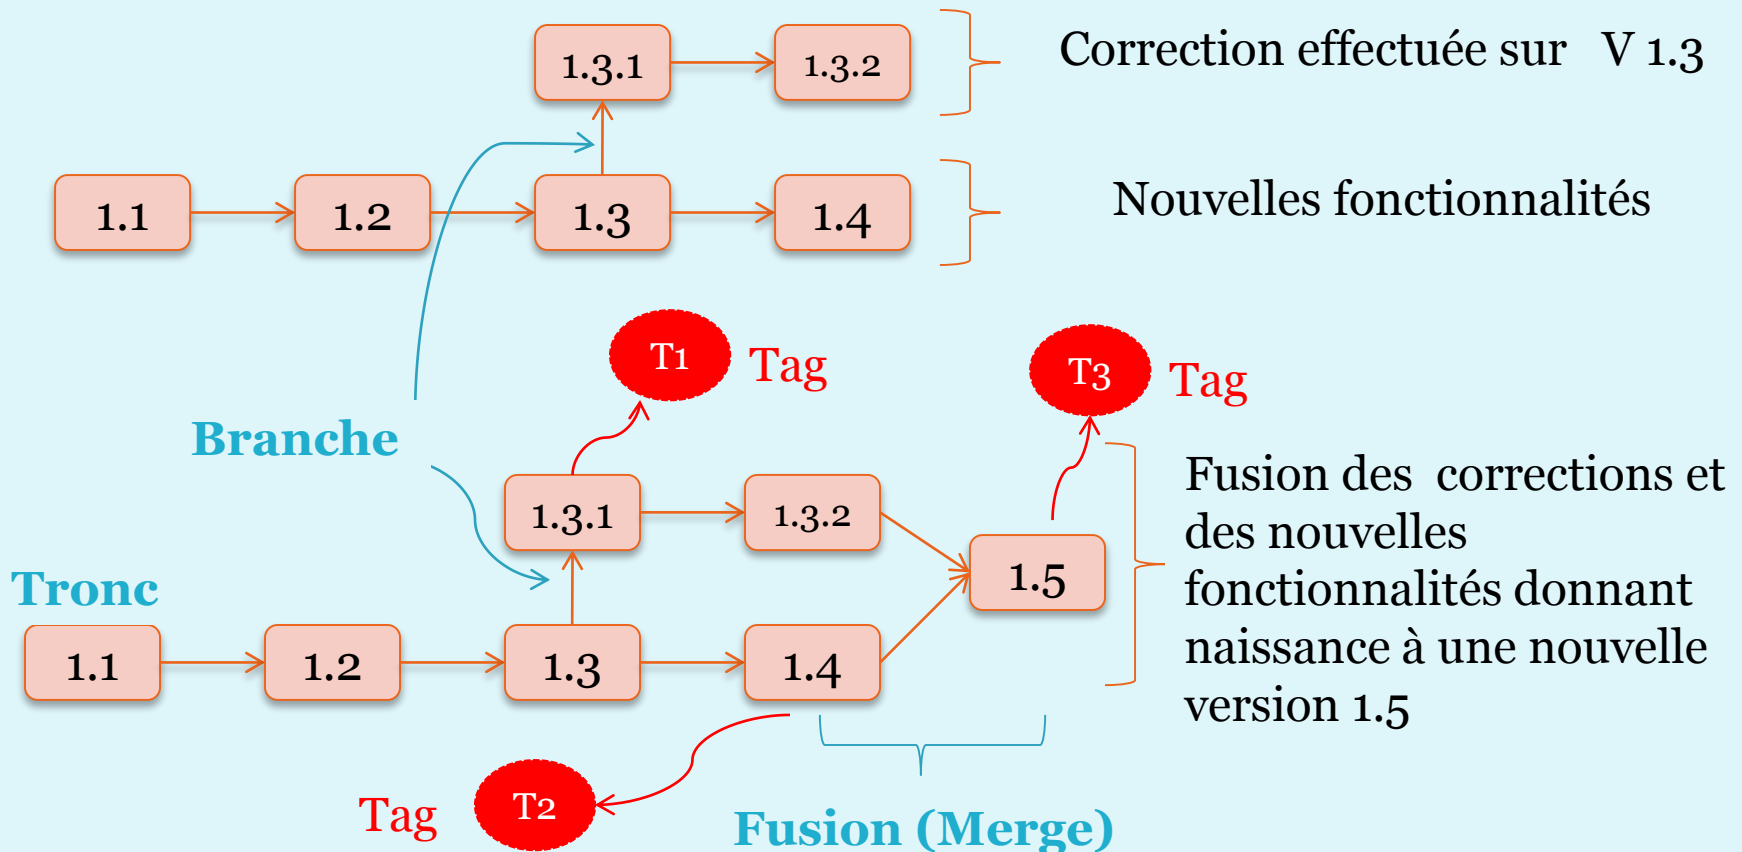 1.3.1
1.3.2
Correction effectuée sur V 1.3
1.1
1.2
1.3
1.4
Nouvelles fonctionnalités
T1
Tag
T3
Tag
Branche
1.3.1
1.3.2
1.5
Fusion des corrections et
des nouvelles
fonctionnalités donnant
naissance à une nouvelle
version 1.5
Tronc
1.1
1.2
1.3
1.4
Tag
T2
Fusion (Merge)